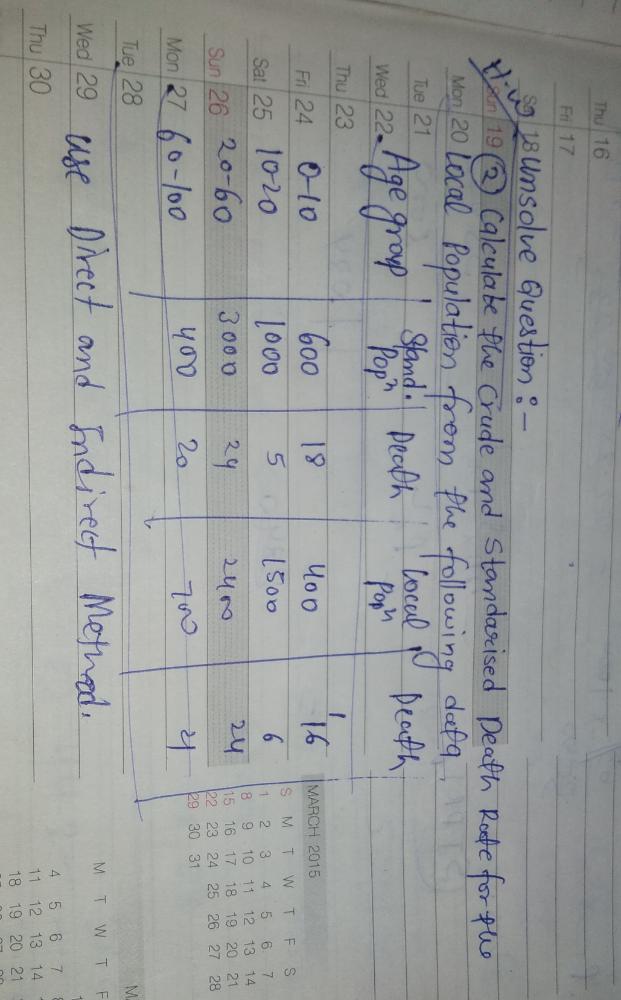 Thu 16
Fri 17
18 Unsolve Question:-
Sun 19 ② Calculate the Crude and Standarised Death Rate for the
Mon 20 Local Population from the following data
Tue 21
Wed 22 Age group Stand. Popⁿ Death Local Popⁿ Death
Thu 23
Fri 24 0-10 600 18 400 16
Sat 25 10-20 1000 5 1500 6
Sun 26 20-60 3000 24 2400 24
Mon 27 60-100 400 20 700 21
Tue 28
Wed 29 Use Direct and Indirect Method.
Thu 30
MARCH 2015
S M T W T F S
1 2 3 4 5 6 7
8 9 10 11 12 13 14
15 16 17 18 19 20 21
22 23 24 25 26 27 28
29 30 31
M T W T F
4 5 6 7
11 12 13 14
18 19 20 21